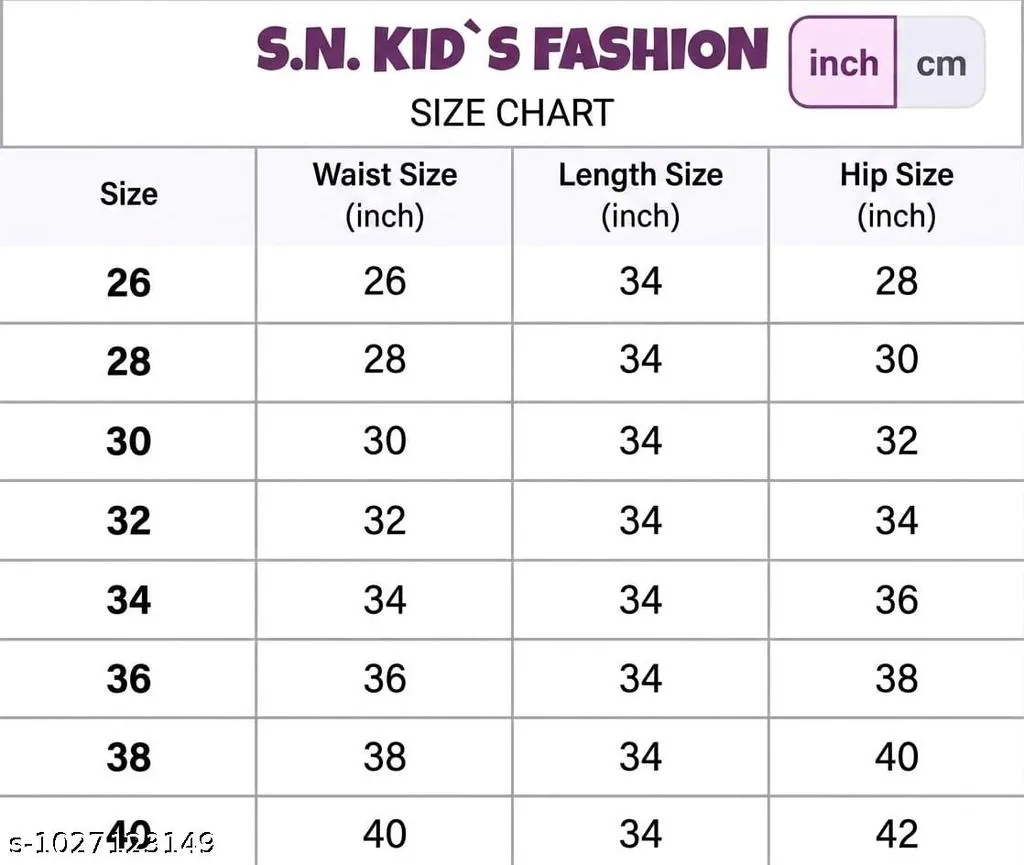 S.N. KID`S FASHION
inch cm
SIZE CHART
Size Waist Size (inch) Length Size (inch) Hip Size (inch)
26 26 34 28
28 28 34 30
30 30 34 32
32 32 34 34
34 34 34 36
36 36 34 38
38 38 34 40
40 40 34 42
s-1027123149